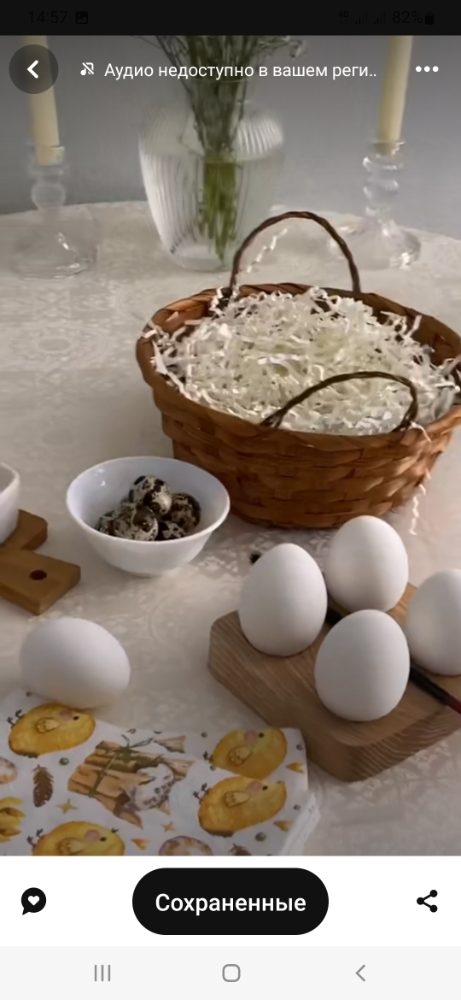 14:57 82%
Аудио недоступно в вашем реги..
Сохраненные